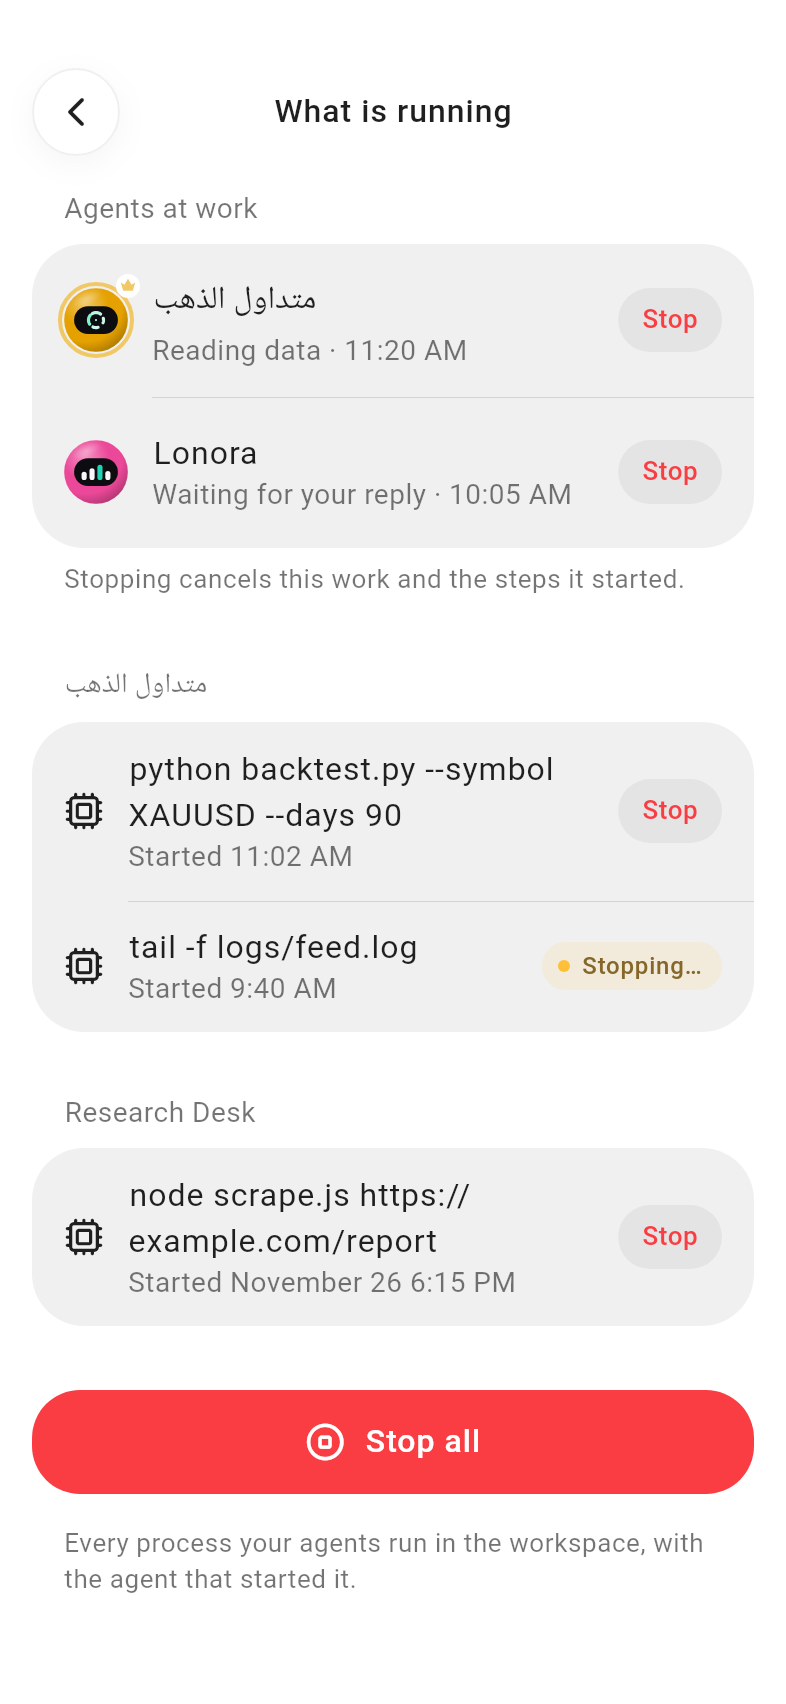 What is running
Agents at work
متداول الذهب
Reading data · 11:20 AM
Stop
Lonora
Waiting for your reply · 10:05 AM
Stop
Stopping cancels this work and the steps it started.
متداول الذهب
python backtest.py --symbol
XAUUSD --days 90
Started 11:02 AM
Stop
tail -f logs/feed.log
Started 9:40 AM
Stopping…
Research Desk
node scrape.js https://
example.com/report
Started November 26 6:15 PM
Stop
Stop all
Every process your agents run in the workspace, with
the agent that started it.